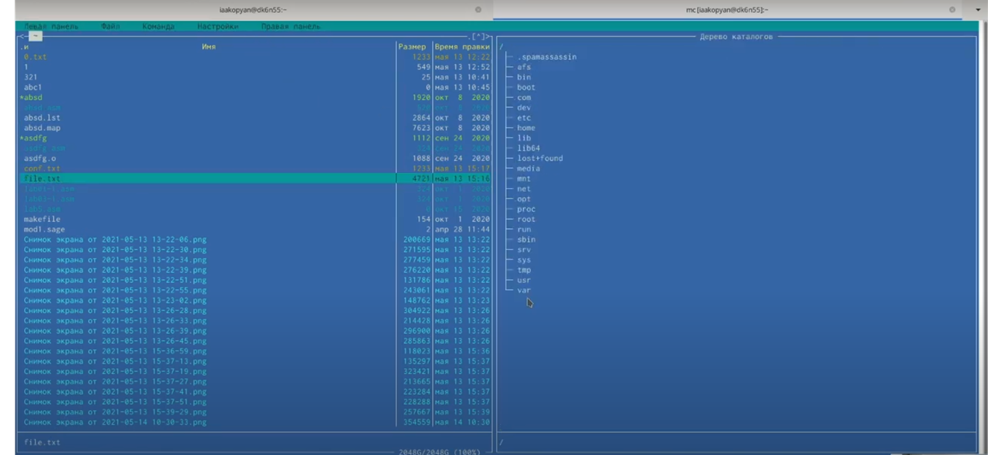 iaakopyan@dk6n55:~
mc [iaakopyan@dk6n55]:~
Левая панель Файл Команда Настройки Правая панель
<— ~ .[^]>
.и Имя Размер Время правки
0.txt 1233 мая 13 12:22
1 549 мая 13 12:52
321 25 мая 13 10:41
abc1 0 мая 13 10:45
*absd 1920 окт 8 2020
absd.lst 2864 окт 8 2020
absd.map 7623 окт 8 2020
*asdfg 1112 сен 24 2020
asdfg.o 1088 сен 24 2020
conf.txt 1233 мая 13 15:17
file.txt 4721 мая 13 15:16
makefile 154 окт 1 2020
mod1.sage 2 апр 28 11:44
Снимок экрана от 2021-05-13 13-22-06.png 200669 мая 13 13:22
Снимок экрана от 2021-05-13 13-22-30.png 271595 мая 13 13:22
Снимок экрана от 2021-05-13 13-22-34.png 277459 мая 13 13:22
Снимок экрана от 2021-05-13 13-22-39.png 276220 мая 13 13:22
Снимок экрана от 2021-05-13 13-22-51.png 131786 мая 13 13:22
Снимок экрана от 2021-05-13 13-22-55.png 243061 мая 13 13:22
Снимок экрана от 2021-05-13 13-23-02.png 148762 мая 13 13:23
Снимок экрана от 2021-05-13 13-26-28.png 304922 мая 13 13:26
Снимок экрана от 2021-05-13 13-26-33.png 214428 мая 13 13:26
Снимок экрана от 2021-05-13 13-26-39.png 296900 мая 13 13:26
Снимок экрана от 2021-05-13 13-26-45.png 285863 мая 13 13:26
Снимок экрана от 2021-05-13 15-36-59.png 118023 мая 13 15:36
Снимок экрана от 2021-05-13 15-37-13.png 135297 мая 13 15:37
Снимок экрана от 2021-05-13 15-37-19.png 323421 мая 13 15:37
Снимок экрана от 2021-05-13 15-37-27.png 213665 мая 13 15:37
Снимок экрана от 2021-05-13 15-37-41.png 223284 мая 13 15:37
Снимок экрана от 2021-05-13 15-37-51.png 228288 мая 13 15:37
Снимок экрана от 2021-05-13 15-39-29.png 257667 мая 13 15:39
Снимок экрана от 2021-05-14 10-30-33.png 354559 мая 14 10:30
file.txt
2048G/2048G (100%)
Дерево каталогов
/
.spamassassin
afs
bin
boot
com
dev
etc
home
lib
lib64
lost+found
media
mnt
net
opt
proc
root
run
sbin
srv
sys
tmp
usr
var
/